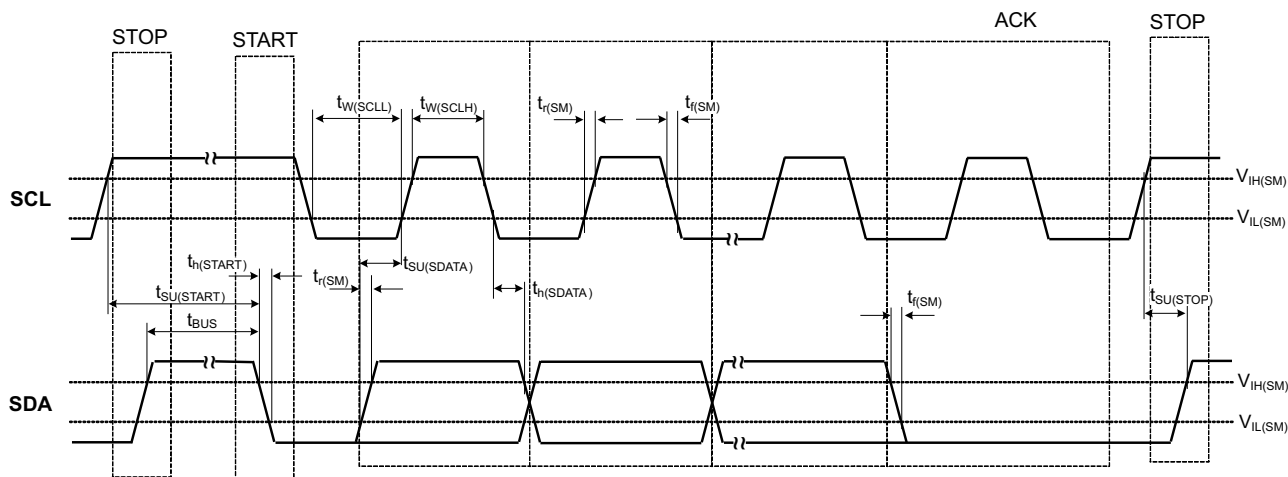 STOP START ACK STOP
tW(SCLL) tW(SCLH) tr(SM) tf(SM)
VIH(SM)
SCL
VIL(SM)
th(START) tr(SM) tSU(SDATA) th(SDATA) tf(SM) tSU(STOP)
tSU(START)
tBUS
VIH(SM)
SDA
VIL(SM)